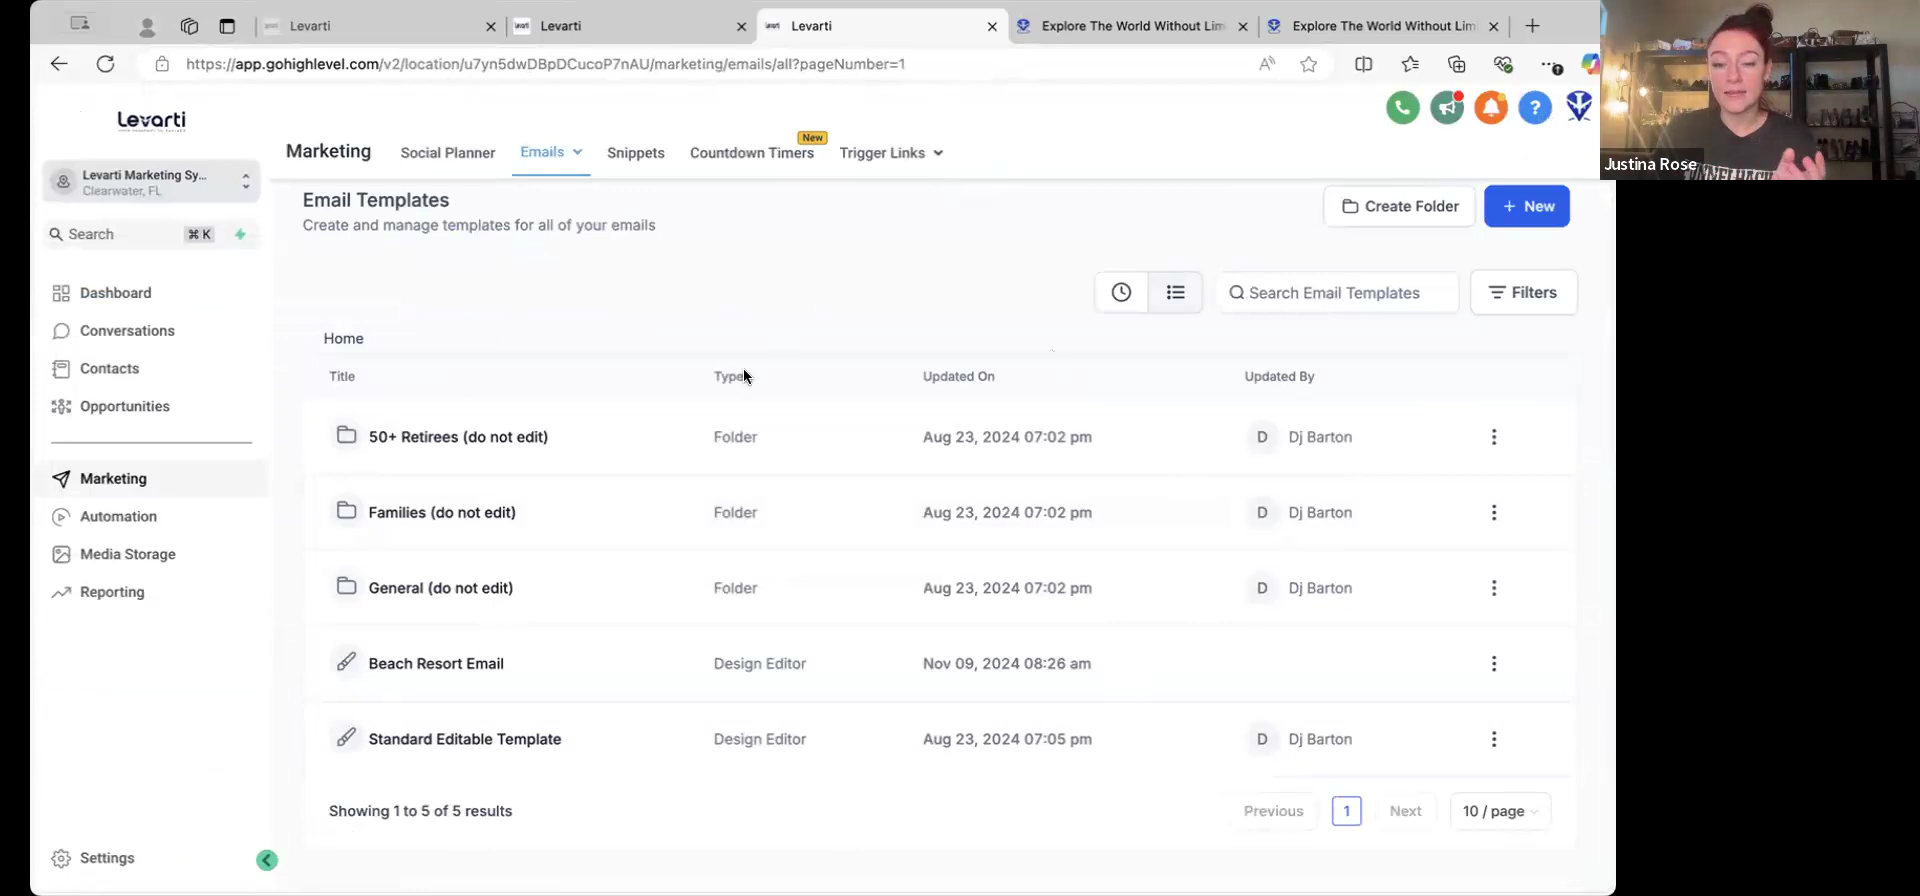 Levarti
Levarti
Levarti
Explore The World Without Lim
Explore The World Without Lim
https://app.gohighlevel.com/v2/location/u7yn5dwDBpDCucoP7nAU/marketing/emails/all?pageNumber=1
Justina Rose
Levarti
Marketing
Social Planner
Emails
Snippets
Countdown Timers
New
Trigger Links
Levarti Marketing Sy...
Clearwater, FL
Search
⌘ K
Dashboard
Conversations
Contacts
Opportunities
Marketing
Automation
Media Storage
Reporting
Settings
Email Templates
Create and manage templates for all of your emails
Create Folder
+ New
Search Email Templates
Filters
Home
Title Type Updated On Updated By
50+ Retirees (do not edit) Folder Aug 23, 2024 07:02 pm D Dj Barton
Families (do not edit) Folder Aug 23, 2024 07:02 pm D Dj Barton
General (do not edit) Folder Aug 23, 2024 07:02 pm D Dj Barton
Beach Resort Email Design Editor Nov 09, 2024 08:26 am
Standard Editable Template Design Editor Aug 23, 2024 07:05 pm D Dj Barton
Showing 1 to 5 of 5 results
Previous 1 Next 10 / page